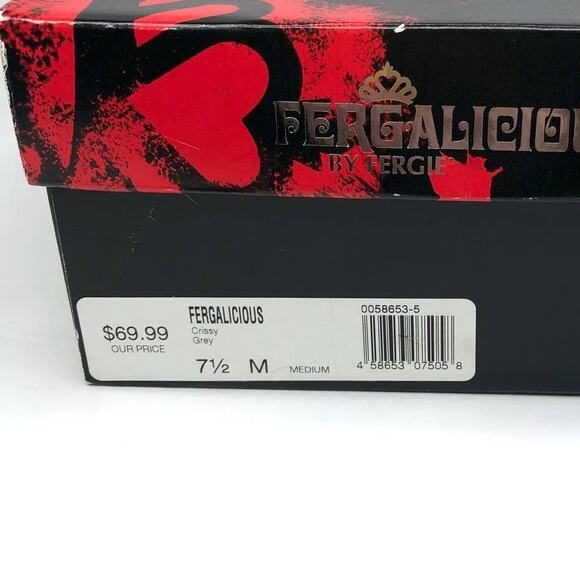 FERGALICIOU
BY FERGIE
$69.99
OUR PRICE
FERGALICIOUS
Crissy
Grey
7½ M MEDIUM
0058653-5
4 58653 07505 8